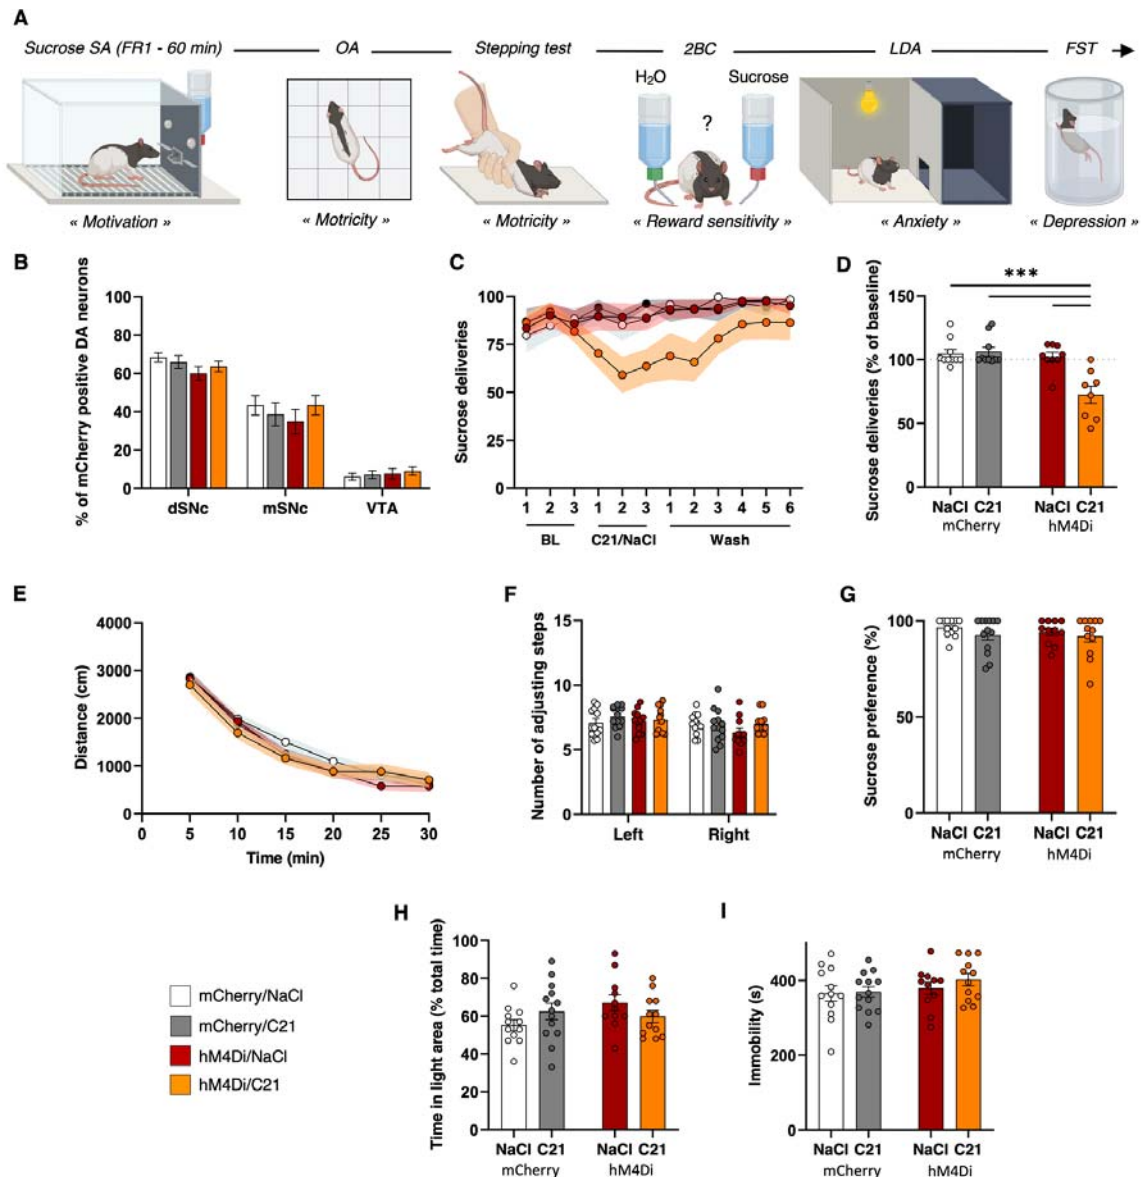 A
Sucrose SA (FR1 - 60 min)
OA
Stepping test
2BC
LDA
FST
H₂O
Sucrose
?
« Motivation »
« Motricity »
« Motricity »
« Reward sensitivity »
« Anxiety »
« Depression »
B
% of mCherry positive DA neurons
100
80
60
40
20
0
dSNc
mSNc
VTA
C
Sucrose deliveries
100
75
50
25
0
1 2 3 1 2 3 1 2 3 4 5 6
BL
C21/NaCl
Wash
D
Sucrose deliveries (% of baseline)
150
100
50
0
***
NaCl C21
NaCl C21
mCherry
hM4Di
E
Distance (cm)
4000
3000
2000
1000
0
0 5 10 15 20 25 30
Time (min)
F
Number of adjusting steps
15
10
5
0
Left
Right
G
Sucrose preference (%)
100
50
0
NaCl C21
NaCl C21
mCherry
hM4Di
mCherry/NaCl
mCherry/C21
hM4Di/NaCl
hM4Di/C21
H
Time in light area (% total time)
100
80
60
40
20
0
NaCl C21
NaCl C21
mCherry
hM4Di
I
Immobility (s)
400
200
0
NaCl C21
NaCl C21
mCherry
hM4Di